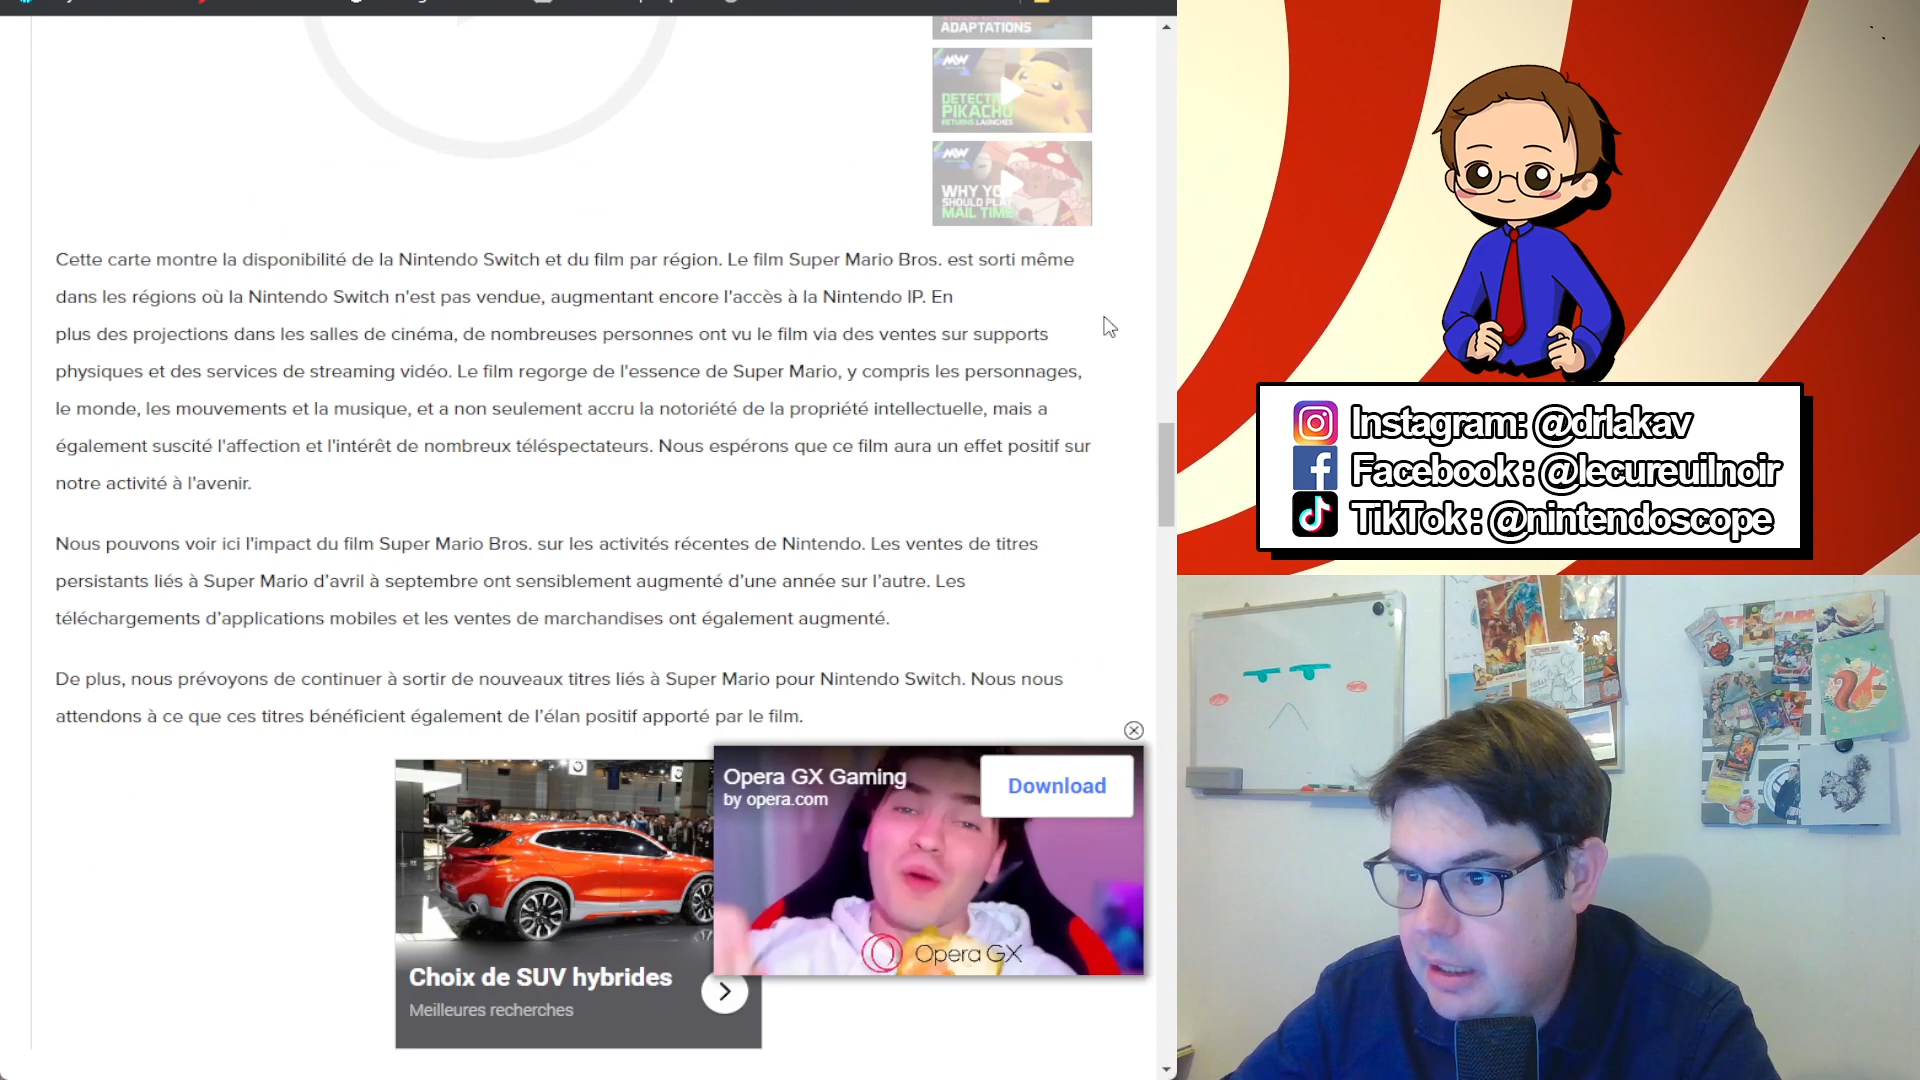 ADAPTATIONS
DETECTIVE
PIKACHU
RETURNS LAUNCHES
WHY YOU
SHOULD PLAY
MAIL TIME
Cette carte montre la disponibilité de la Nintendo Switch et du film par région. Le film Super Mario Bros. est sorti même
dans les régions où la Nintendo Switch n'est pas vendue, augmentant encore l'accès à la Nintendo IP. En
plus des projections dans les salles de cinéma, de nombreuses personnes ont vu le film via des ventes sur supports
physiques et des services de streaming vidéo. Le film regorge de l'essence de Super Mario, y compris les personnages,
le monde, les mouvements et la musique, et a non seulement accru la notoriété de la propriété intellectuelle, mais a
également suscité l'affection et l'intérêt de nombreux téléspectateurs. Nous espérons que ce film aura un effet positif sur
notre activité à l'avenir.
Nous pouvons voir ici l'impact du film Super Mario Bros. sur les activités récentes de Nintendo. Les ventes de titres
persistants liés à Super Mario d’avril à septembre ont sensiblement augmenté d’une année sur l’autre. Les
téléchargements d’applications mobiles et les ventes de marchandises ont également augmenté.
De plus, nous prévoyons de continuer à sortir de nouveaux titres liés à Super Mario pour Nintendo Switch. Nous nous
attendons à ce que ces titres bénéficient également de l’élan positif apporté par le film.
Opera GX Gaming
by opera.com
Download
Opera GX
Choix de SUV hybrides
Meilleures recherches
Instagram: @drlakav
Facebook : @lecureuilnoir
TikTok : @nintendoscope